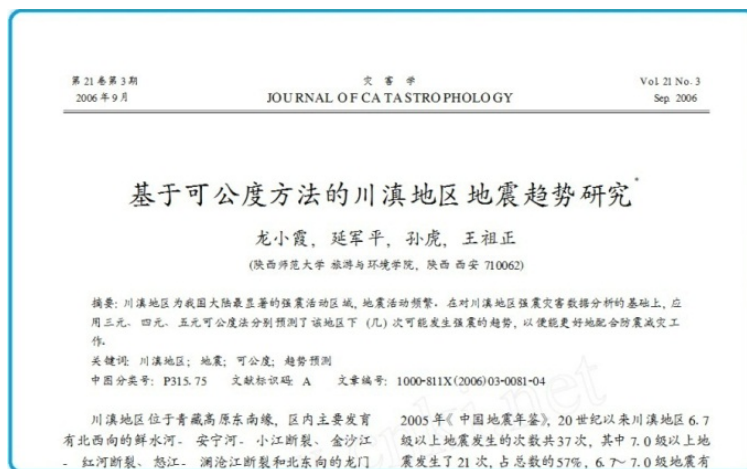 第21卷第3期
灾 害 学
Vol. 21 No. 3
2006年9月
JOURNAL OF CATASTROPHOLOGY
Sep. 2006
基于可公度方法的川滇地区地震趋势研究*
龙小霞，延军平，孙虎，王祖正
(陕西师范大学 旅游与环境学院，陕西 西安 710062)
摘要：川滇地区为我国大陆最显著的强震活动区域，地震活动频繁。在对川滇地区强震灾害数据分析的基础上，应
用三元、四元、五元可公度法分别预测了该地区下（几）次可能发生强震的趋势，以便能更好地配合防震减灾工
作。
关键词：川滇地区；地震；可公度；趋势预测
中图分类号：P315.75 文献标识码：A 文章编号：1000-811X(2006)03-0081-04
川滇地区位于青藏高原东南缘，区内主要发育
有北西向的鲜水河- 安宁河- 小江断裂、金沙江
- 红河断裂、怒江- 澜沧江断裂和北东向的龙门
2005年《中国地震年鉴》，20世纪以来川滇地区6.7
级以上地震发生的次数共37次，其中7.0级以上地
震发生了21次，占总数的57%，6.7～7.0级地震有